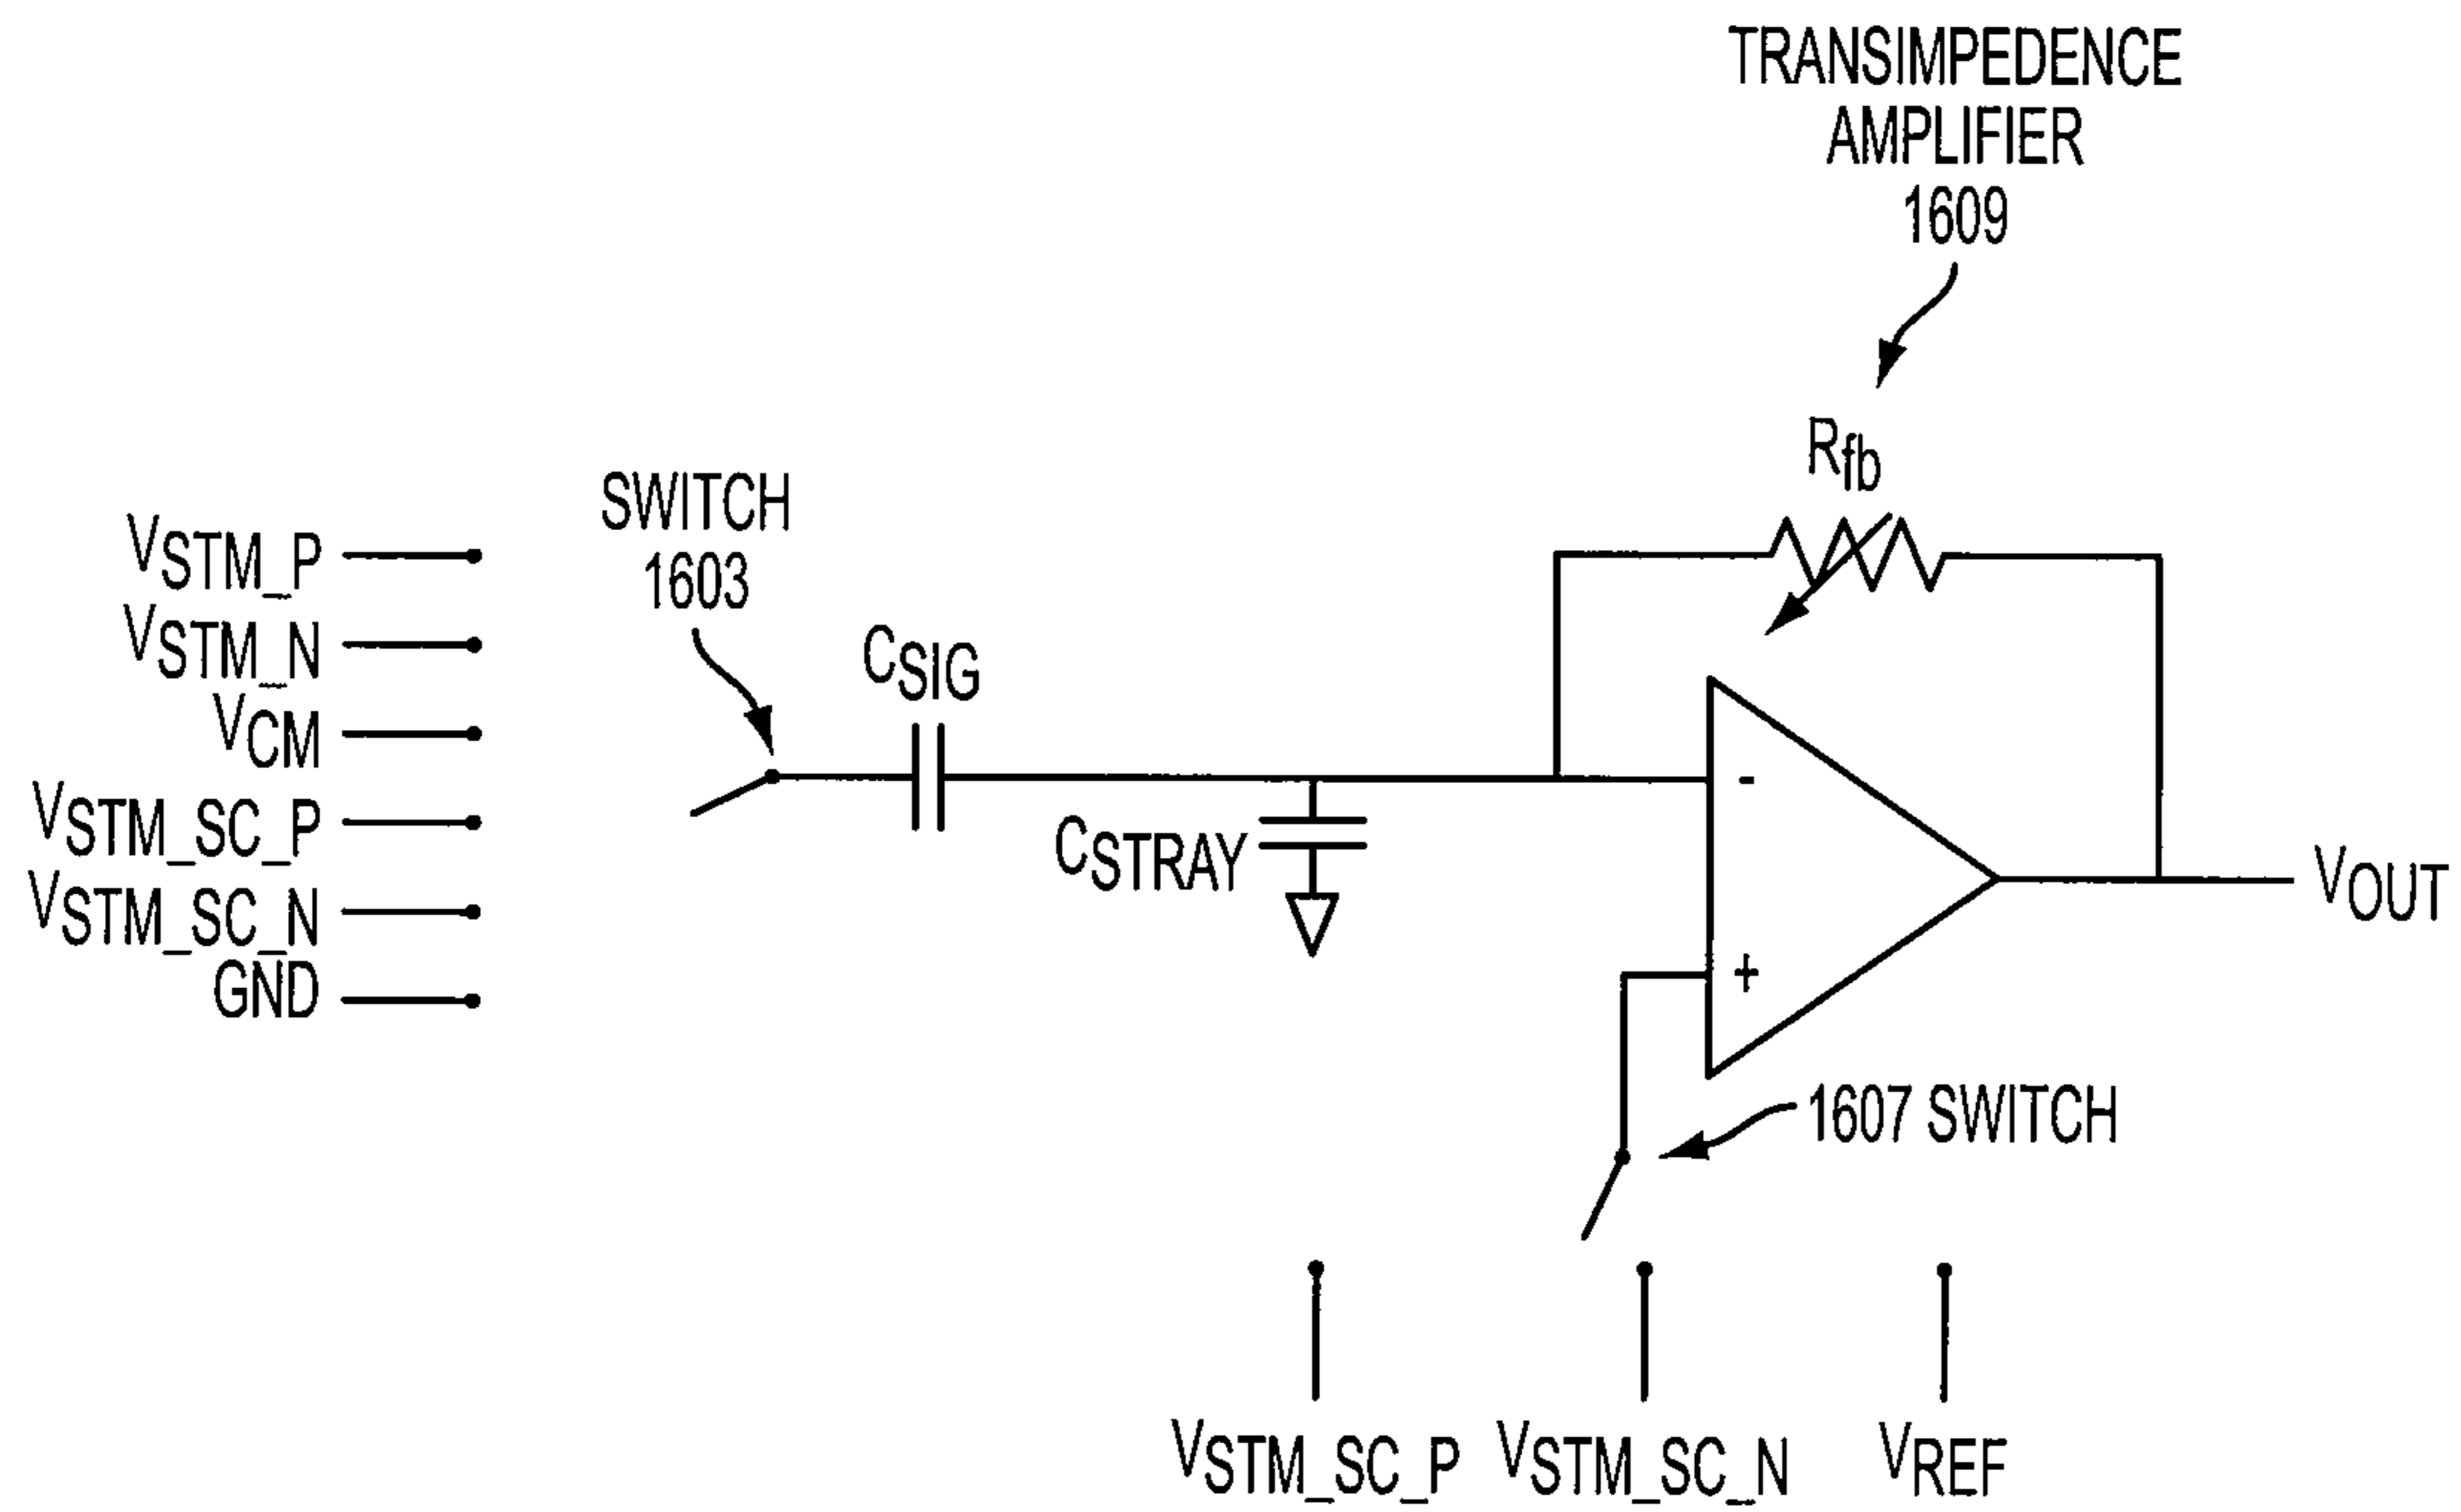 TRANSIMPEDENCE
AMPLIFIER
1609
Rfb
SWITCH
1603
VSTM_P
VSTM_N
VCM
VSTM_SC_P
VSTM_SC_N
GND
CSIG
CSTRAY
-
+
VOUT
1607 SWITCH
VSTM_SC_P
VSTM_SC_N
VREF